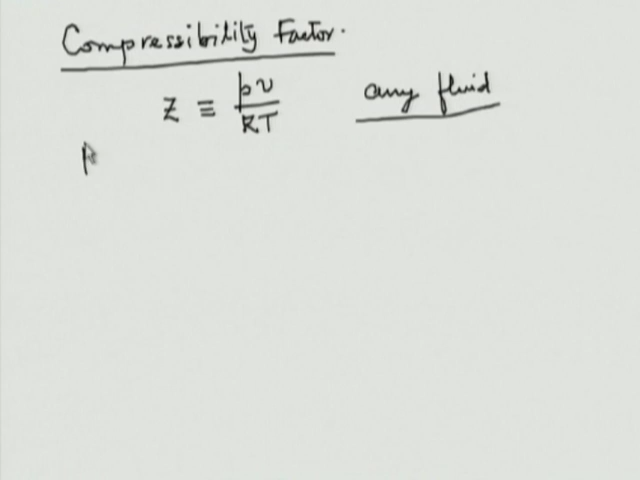 Compressibility Factor.
Z ≡ pv/RT any fluid